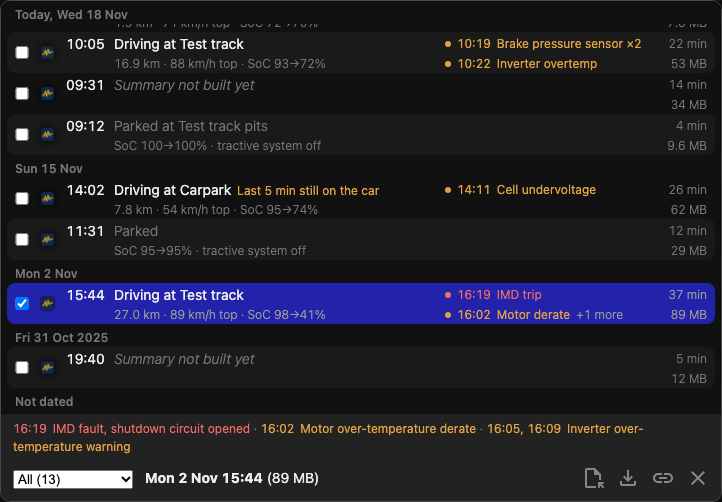 Today, Wed 18 Nov
10:05 Driving at Test track 10:19 Brake pressure sensor ×2 22 min
16.9 km · 88 km/h top · SoC 93→72% 10:22 Inverter overtemp 53 MB
09:31 Summary not built yet 14 min
34 MB
09:12 Parked at Test track pits 4 min
SoC 100→100% · tractive system off 9.6 MB
Sun 15 Nov
14:02 Driving at Carpark Last 5 min still on the car 14:11 Cell undervoltage 26 min
7.8 km · 54 km/h top · SoC 95→74% 62 MB
11:31 Parked 12 min
SoC 95→95% · tractive system off 29 MB
Mon 2 Nov
15:44 Driving at Test track 16:19 IMD trip 37 min
27.0 km · 89 km/h top · SoC 98→41% 16:02 Motor derate +1 more 89 MB
Fri 31 Oct 2025
19:40 Summary not built yet 5 min
12 MB
Not dated
16:19 IMD fault, shutdown circuit opened · 16:02 Motor over-temperature derate · 16:05, 16:09 Inverter over-
temperature warning
All (13) Mon 2 Nov 15:44 (89 MB)